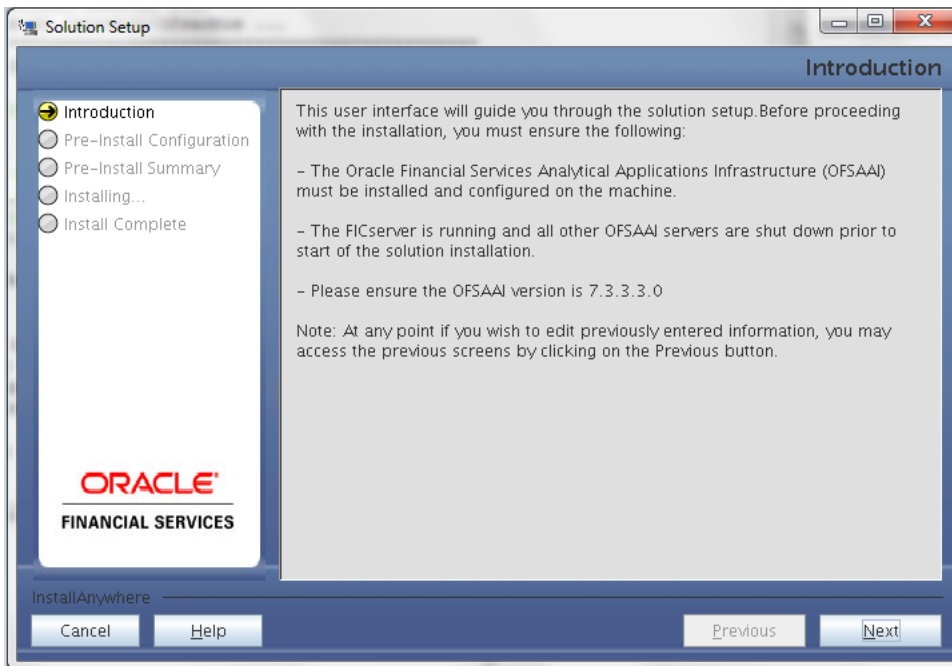 Solution Setup
Introduction
Introduction
Pre-Install Configuration
Pre-Install Summary
Installing...
Install Complete
ORACLE®
FINANCIAL SERVICES
This user interface will guide you through the solution setup.Before proceeding
with the installation, you must ensure the following:
- The Oracle Financial Services Analytical Applications Infrastructure (OFSAAI)
must be installed and configured on the machine.
- The FICserver is running and all other OFSAAI servers are shut down prior to
start of the solution installation.
- Please ensure the OFSAAI version is 7.3.3.3.0
Note: At any point if you wish to edit previously entered information, you may
access the previous screens by clicking on the Previous button.
InstallAnywhere
Cancel
Help
Previous
Next